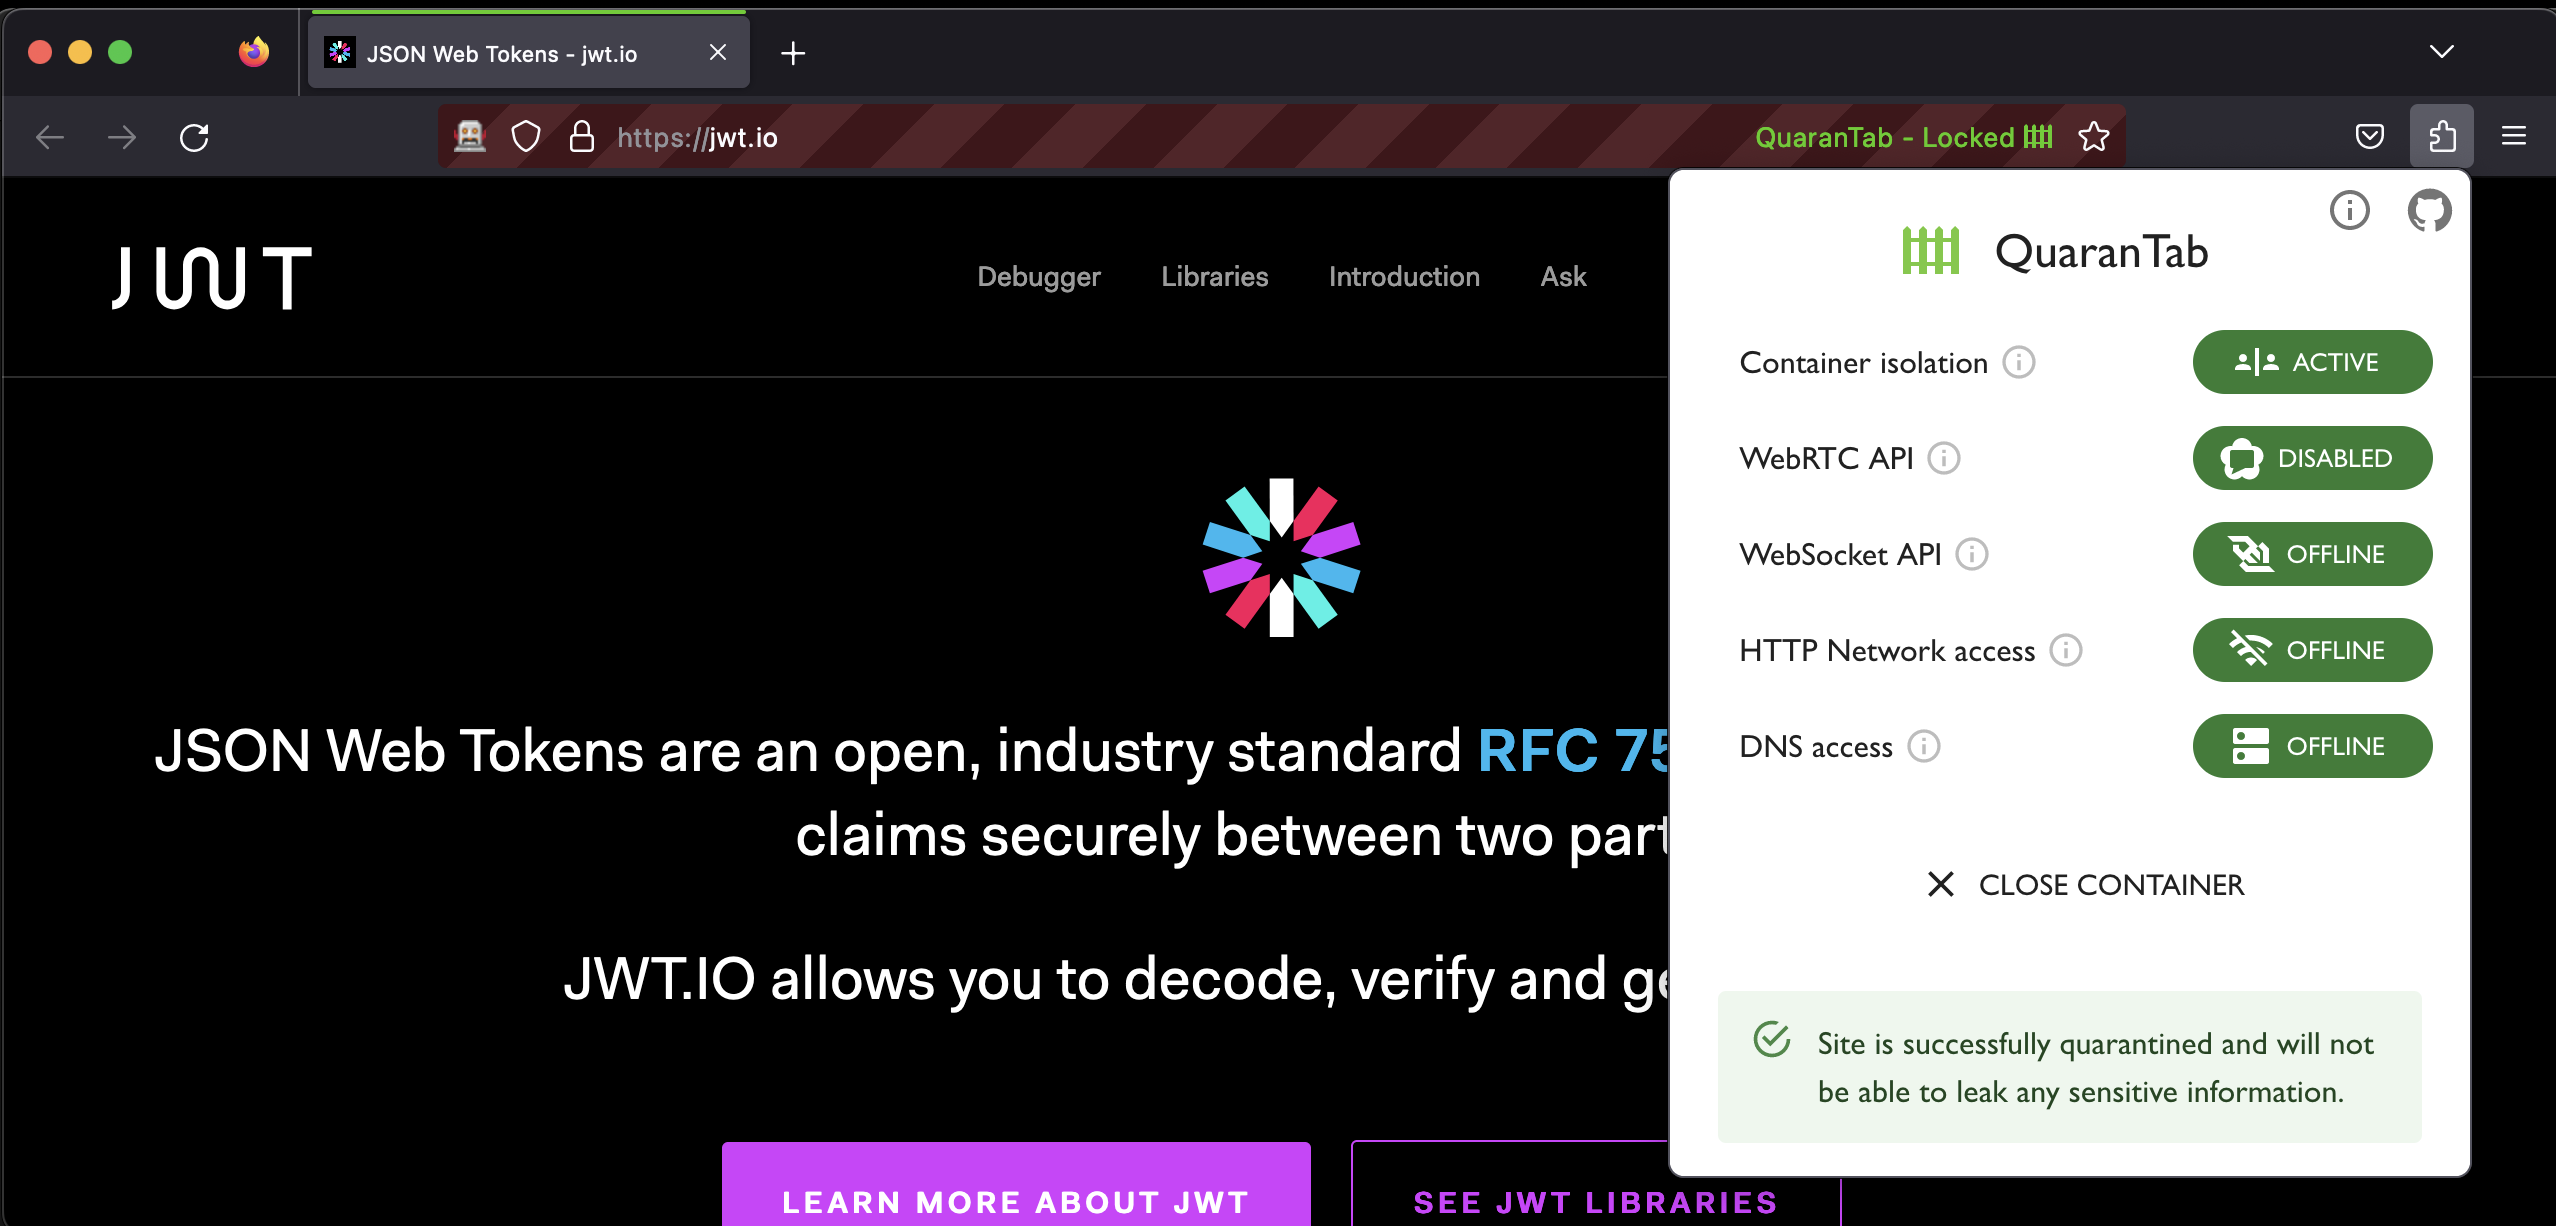 JSON Web Tokens - jwt.io
https://jwt.io
QuaranTab - Locked
JWT
Debugger
Libraries
Introduction
Ask
JSON Web Tokens are an open, industry standard RFC 75
claims securely between two part
JWT.IO allows you to decode, verify and ge
LEARN MORE ABOUT JWT
SEE JWT LIBRARIES
QuaranTab
Container isolation
ACTIVE
WebRTC API
DISABLED
WebSocket API
OFFLINE
HTTP Network access
OFFLINE
DNS access
OFFLINE
CLOSE CONTAINER
Site is successfully quarantined and will not
be able to leak any sensitive information.